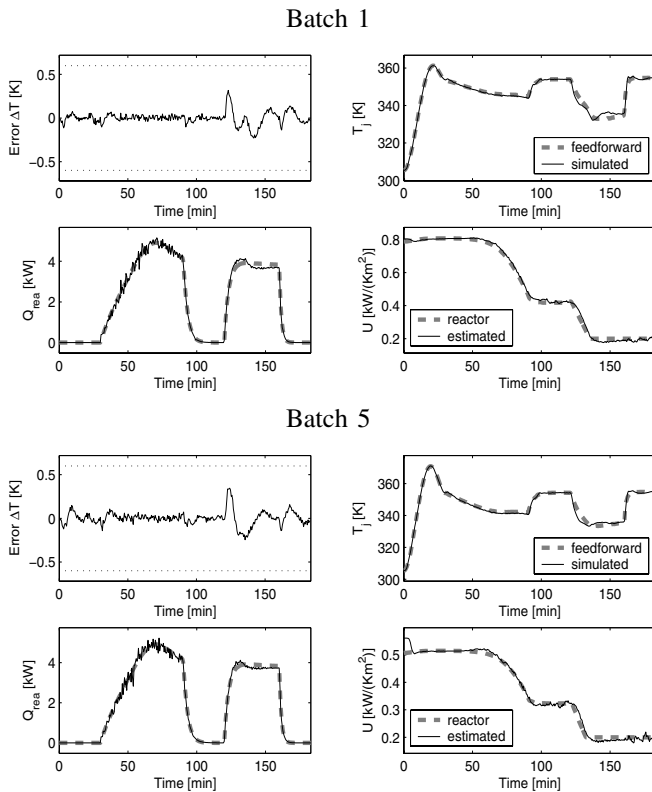 Batch 1
0.5
0
−0.5
Error ΔT [K]
0 50 100 150
Time [min]
360
340
320
300
T_j [K]
feedforward
simulated
0 50 100 150
Time [min]
4
2
0
Q_rea [kW]
0 50 100 150
Time [min]
0.8
0.6
0.4
0.2
U [kW/(Km²)]
reactor
estimated
0 50 100 150
Time [min]
Batch 5
0.5
0
−0.5
Error ΔT [K]
0 50 100 150
Time [min]
360
340
320
300
T_j [K]
feedforward
simulated
0 50 100 150
Time [min]
4
2
0
Q_rea [kW]
0 50 100 150
Time [min]
0.5
0.4
0.3
0.2
U [kW/(Km²)]
reactor
estimated
0 50 100 150
Time [min]